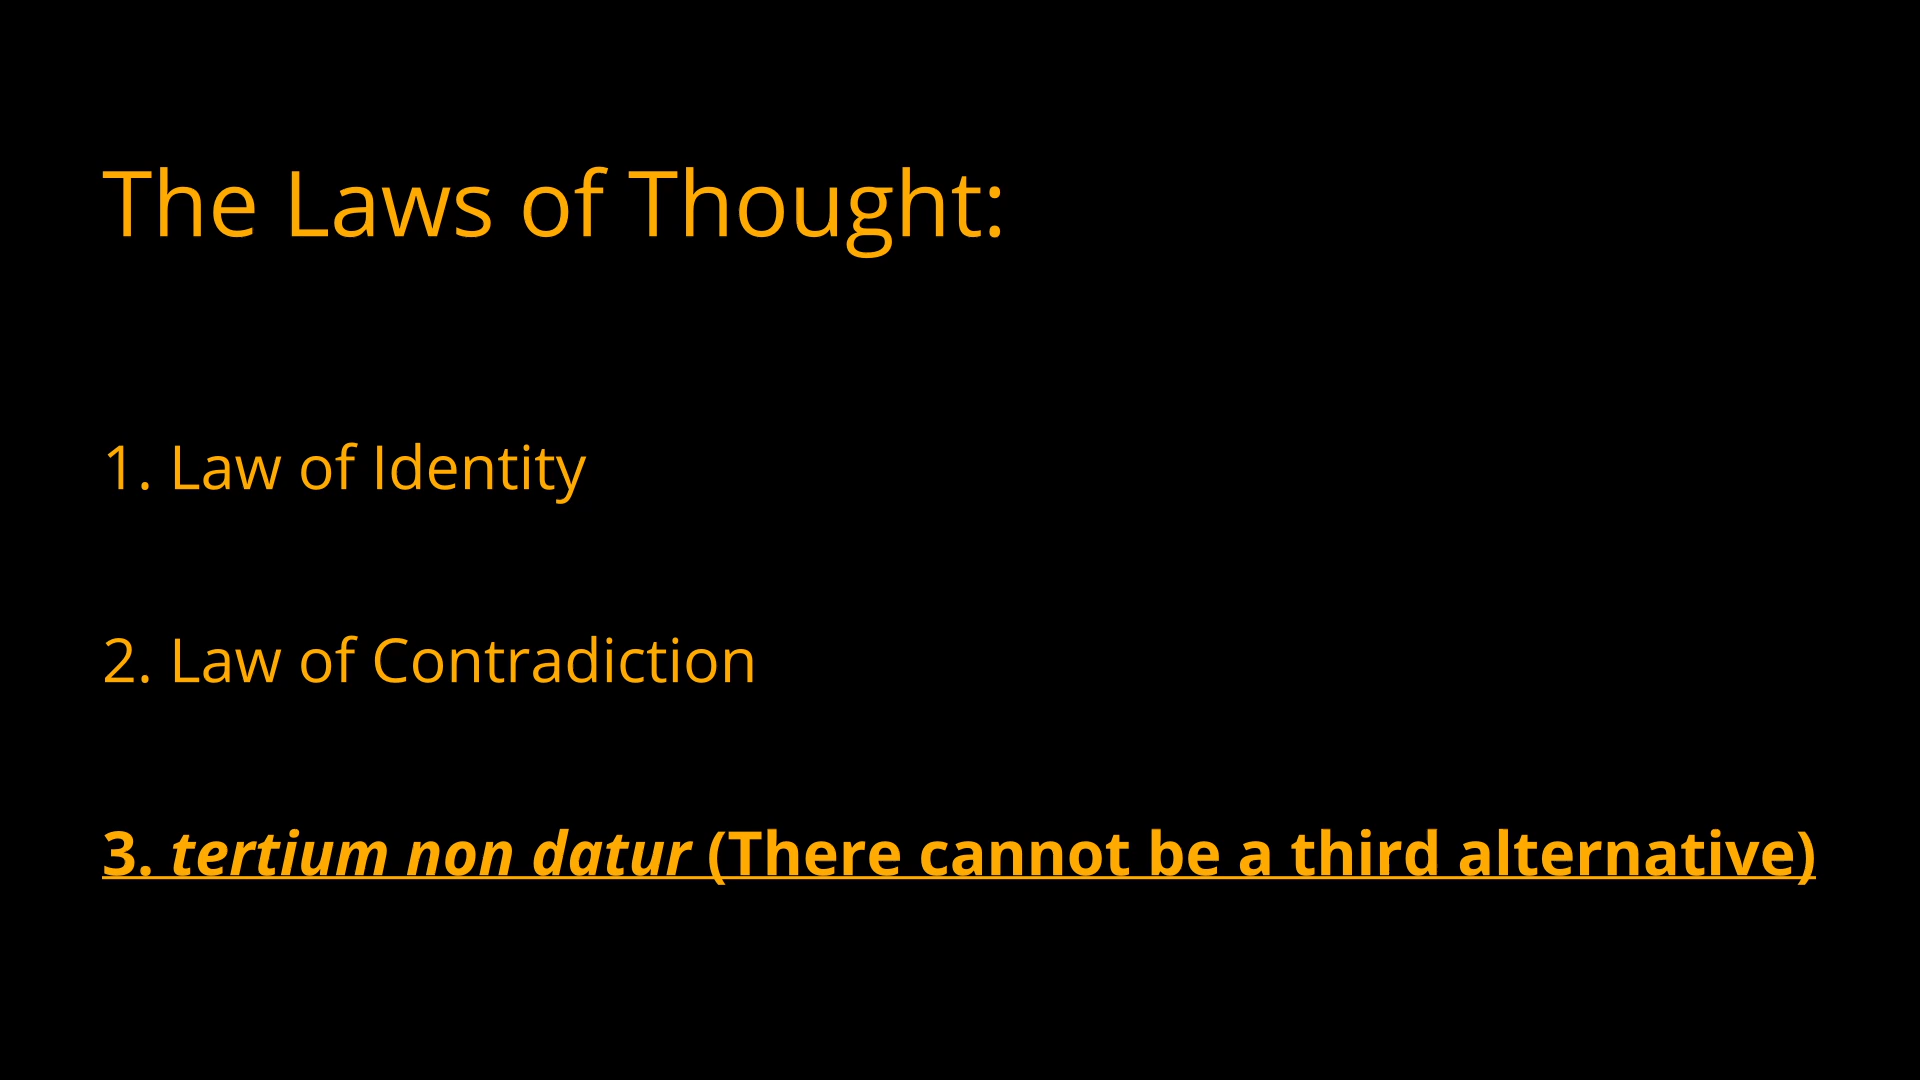 The Laws of Thought:
1. Law of Identity
2. Law of Contradiction
3. tertium non datur (There cannot be a third alternative)